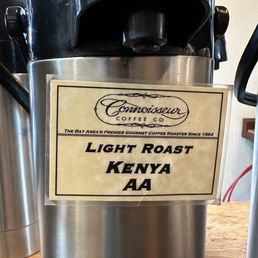 Connoisseur
COFFEE CO.
THE BAY AREA'S PREMIER GOURMET COFFEE ROASTER SINCE 1984
LIGHT ROAST
KENYA
AA